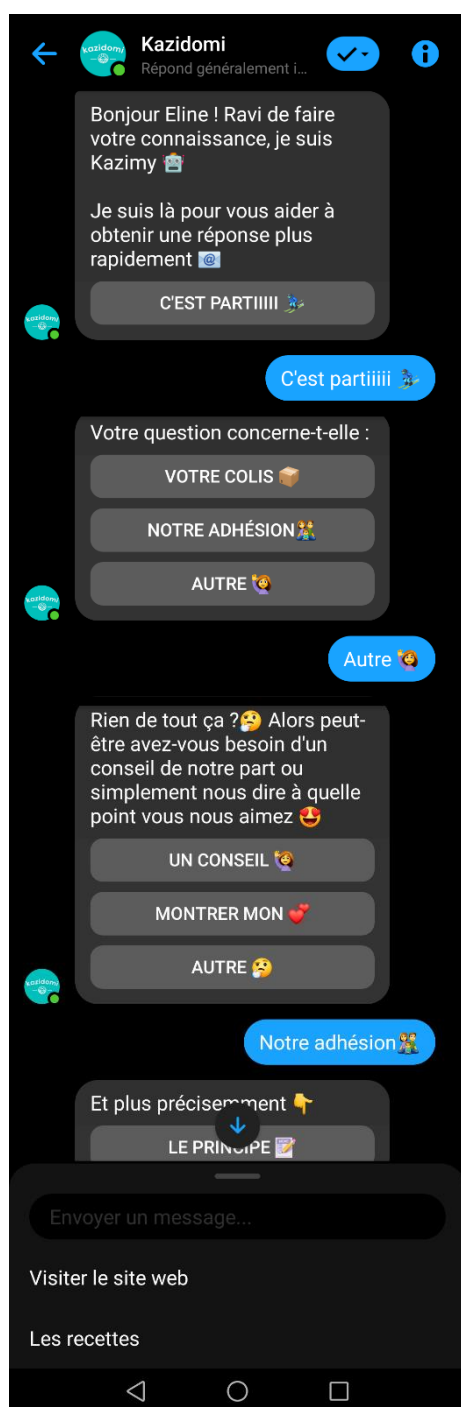 Kazidomi
Répond généralement i...
Bonjour Eline ! Ravi de faire
votre connaissance, je suis
Kazimy 🤖
Je suis là pour vous aider à
obtenir une réponse plus
rapidement 📧
C'EST PARTIIIII 🏂
kazidomi
C'est partiiiii 🏂
Votre question concerne-t-elle :
VOTRE COLIS 📦
NOTRE ADHÉSION👫
AUTRE 🙋‍♀️
kazidomi
Autre 🙋‍♀️
Rien de tout ça ?🤔 Alors peut-
être avez-vous besoin d'un
conseil de notre part ou
simplement nous dire à quelle
point vous nous aimez 😍
UN CONSEIL 🙋‍♀️
MONTRER MON 💕
AUTRE 🤔
kazidomi
Notre adhésion👫
Et plus précisemment 👇
LE PRINCIPE 📝
Envoyer un message...
Visiter le site web
Les recettes